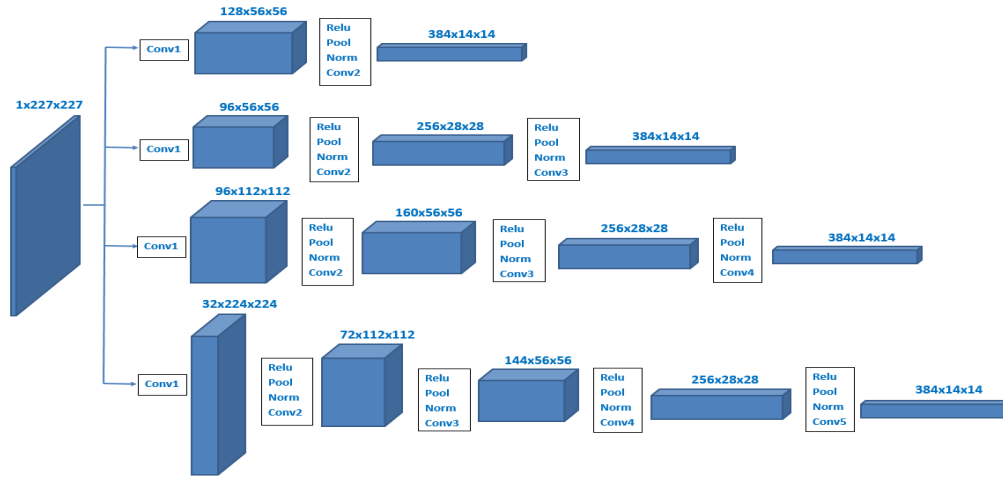 1x227x227
Conv1
128x56x56
Relu
Pool
Norm
Conv2
384x14x14
Conv1
96x56x56
Relu
Pool
Norm
Conv2
256x28x28
Relu
Pool
Norm
Conv3
384x14x14
Conv1
96x112x112
Relu
Pool
Norm
Conv2
160x56x56
Relu
Pool
Norm
Conv3
256x28x28
Relu
Pool
Norm
Conv4
384x14x14
Conv1
32x224x224
Relu
Pool
Norm
Conv2
72x112x112
Relu
Pool
Norm
Conv3
144x56x56
Relu
Pool
Norm
Conv4
256x28x28
Relu
Pool
Norm
Conv5
384x14x14